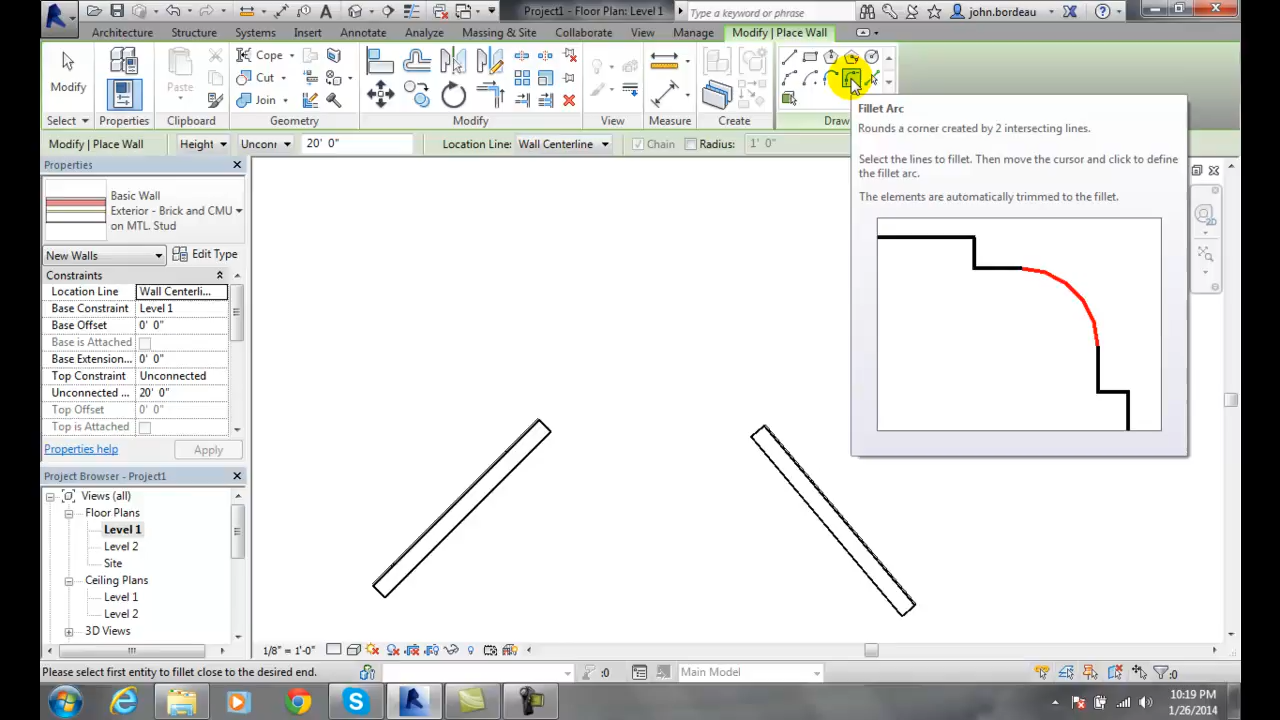 Project1 - Floor Plan: Level 1
Type a keyword or phrase
john.bordeau
Architecture Structure Systems Insert Annotate Analyze Massing & Site Collaborate View Manage Modify | Place Wall
Modify
Properties
Paste
Cope
Cut
Join
Select Properties Clipboard Geometry Modify View Measure Create Draw
Modify | Place Wall Height Uncon 20' 0" Location Line: Wall Centerline Chain Radius: 1' 0"
Fillet Arc
Rounds a corner created by 2 intersecting lines.
Select the lines to fillet. Then move the cursor and click to define
the fillet arc.
The elements are automatically trimmed to the fillet.
Properties
Basic Wall
Exterior - Brick and CMU
on MTL. Stud
New Walls Edit Type
Constraints
Location Line Wall Centerli...
Base Constraint Level 1
Base Offset 0' 0"
Base is Attached
Base Extension... 0' 0"
Top Constraint Unconnected
Unconnected ... 20' 0"
Top Offset 0' 0"
Top is Attached
Properties help Apply
Project Browser - Project1
Views (all)
Floor Plans
Level 1
Level 2
Site
Ceiling Plans
Level 1
Level 2
3D Views
2D
1/8" = 1'-0"
Please select first entity to fillet close to the desired end. :0 Main Model :0
10:19 PM
1/26/2014